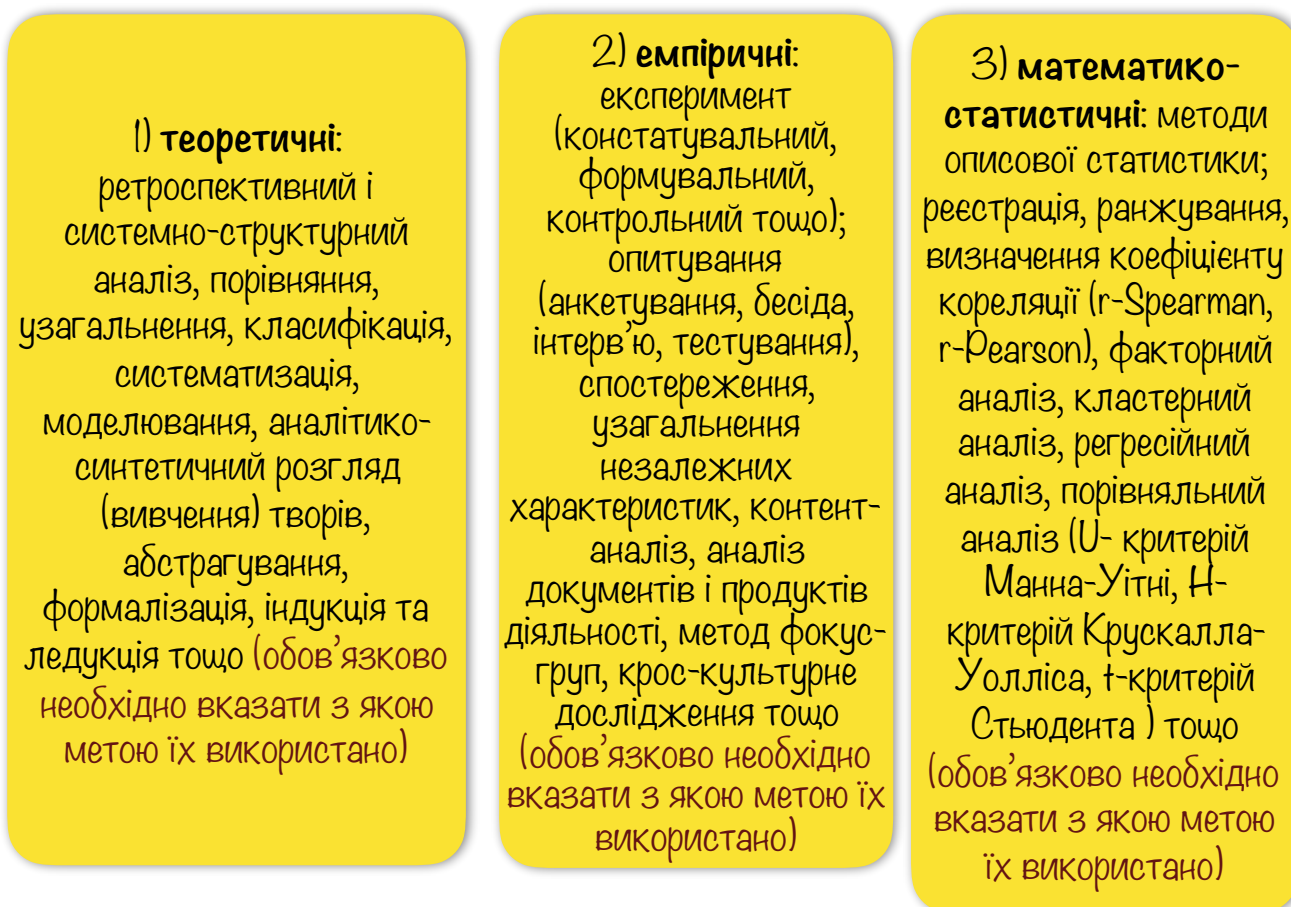 1) теоретичні:
ретроспективний і
системно-структурний
аналіз, порівняння,
узагальнення, класифікація,
систематизація,
моделювання, аналітико-
синтетичний розгляд
(вивчення) творів,
абстрагування,
формалізація, індукція та
ледукція тощо (обов’язково
необхідно вказати з якою
метою їх використано)
2) емпіричні:
експеримент
(констатувальний,
формувальний,
контрольний тощо);
опитування
(анкетування, бесіда,
інтерв’ю, тестування),
спостереження,
узагальнення
незалежних
характеристик, контент-
аналіз, аналіз
документів і продуктів
діяльності, метод фокус-
груп, крос-культурне
дослідження тощо
(обов’язково необхідно
вказати з якою метою їх
використано)
3) математико-
статистичні: методи
описової статистики;
реєстрація, ранжування,
визначення коефіцієнту
кореляції (r-Spearman,
r-Pearson), факторний
аналіз, кластерний
аналіз, регресійний
аналіз, порівняльний
аналіз (U- критерій
Манна-Уітні, H-
критерій Крускалла-
Уолліса, t-критерій
Стьюдента ) тощо
(обов’язково необхідно
вказати з якою метою
їх використано)